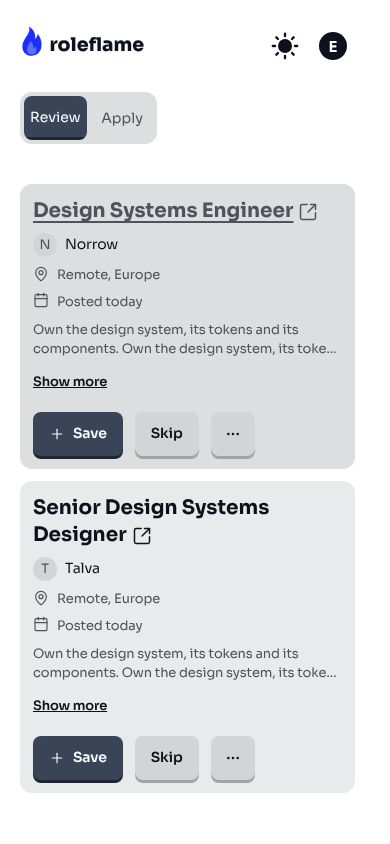 roleflame
E
Review
Apply
Design Systems Engineer
N
Norrow
Remote, Europe
Posted today
Own the design system, its tokens and its
components. Own the design system, its toke...
Show more
+ Save
Skip
...
Senior Design Systems
Designer
T
Talva
Remote, Europe
Posted today
Own the design system, its tokens and its
components. Own the design system, its toke...
Show more
+ Save
Skip
...